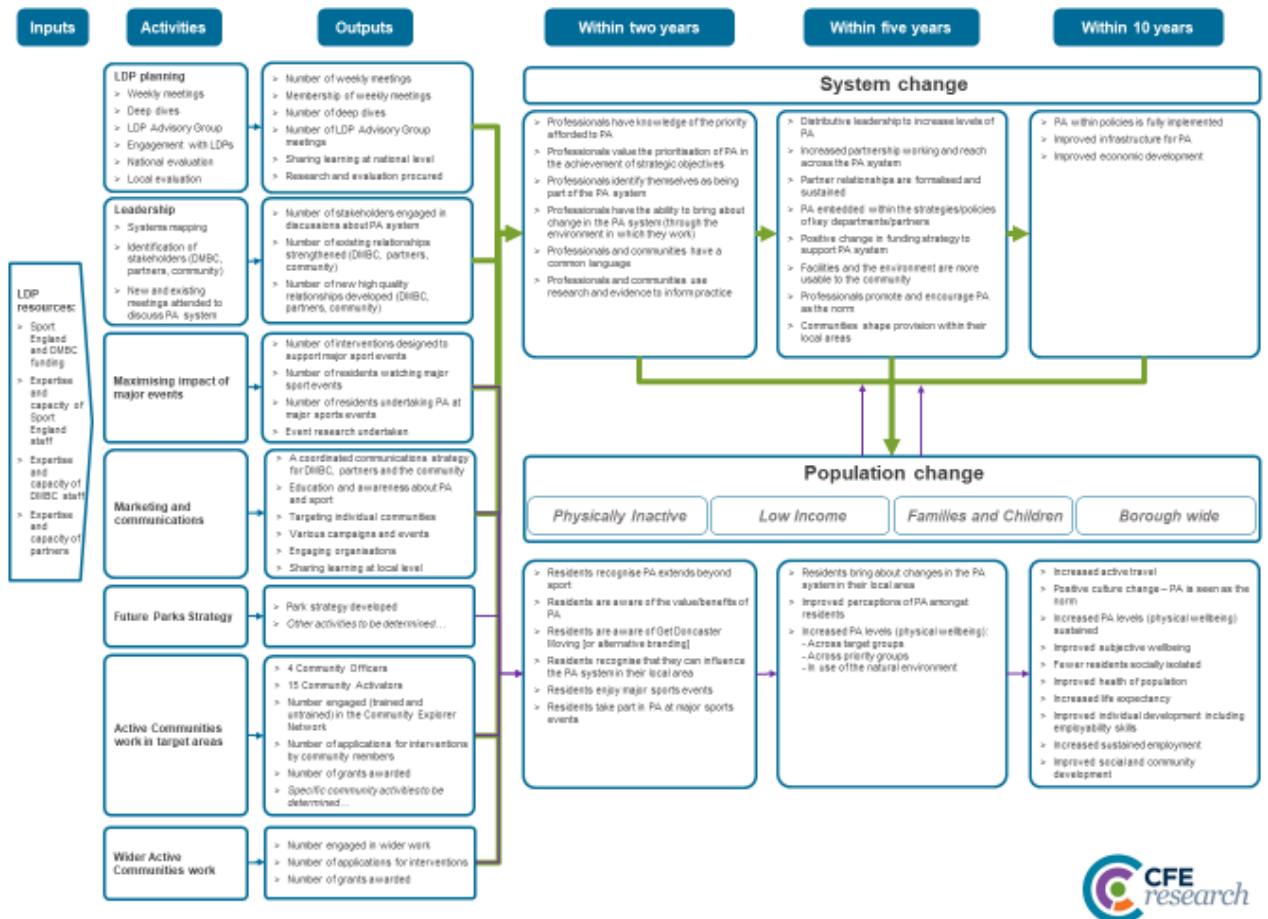 Inputs
Activities
Outputs
Within two years
Within five years
Within 10 years
LDP
resources:
> Sport
England
and DMBC
funding
> Expertise
and
capacity of
Sport
England
staff
> Expertise
and
capacity of
DMBC staff
> Expertise
and
capacity of
partners
LDP planning
> Weekly meetings
> Deep dives
> LDP Advisory Group
> Engagement with LDPs
> National evaluation
> Local evaluation
> Number of weekly meetings
> Membership of weekly meetings
> Number of deep dives
> Number of LDP Advisory Group
meetings
> Sharing learning at national level
> Research and evaluation procured
Leadership
> Systems mapping
> Identification of
stakeholders (DMBC,
partners, community)
> New and existing
meetings attended to
discuss PA system
> Number of stakeholders engaged in
discussions about PA system
> Number of existing relationships
strengthened (DMBC, partners,
community)
> Number of new high quality
relationships developed (DMBC,
partners, community)
Maximising impact of
major events
> Number of interventions designed to
support major sport events
> Number of residents watching major
sport events
> Number of residents undertaking PA at
major sports events
> Event research undertaken
Marketing and
communications
> A coordinated communications strategy
for DMBC, partners and the community
> Education and awareness about PA
and sport
> Targeting individual communities
> Various campaigns and events
> Engaging organisations
> Sharing learning at local level
Future Parks Strategy
> Park strategy developed
> Other activities to be determined...
Active Communities
work in target areas
> 4 Community Officers
> 15 Community Activators
> Number engaged (trained and
untrained) in the Community Explorer
Network
> Number of applications for interventions
by community members
> Number of grants awarded
> Specific community activities to be
determined...
Wider Active
Communities work
> Number engaged in wider work
> Number of applications for interventions
> Number of grants awarded
System change
> Professionals have knowledge of the priority
afforded to PA
> Professionals value the prioritisation of PA in
the achievement of strategic objectives
> Professionals identify themselves as being
part of the PA system
> Professionals have the ability to bring about
change in the PA system (through the
environment in which they work)
> Professionals and communities have a
common language
> Professionals and communities use
research and evidence to inform practice
> Distributive leadership to increase levels of
PA
> Increased partnership working and reach
across the PA system
> Partner relationships are formalised and
sustained
> PA embedded within the strategies/policies
of key departments/partners
> Positive change in funding strategy to
support PA system
> Facilities and the environment are more
usable to the community
> Professionals promote and encourage PA
as the norm
> Communities shape provision within their
local areas
> PA within policies is fully implemented
> Improved infrastructure for PA
> Improved economic development
Population change
Physically Inactive
Low Income
Families and Children
Borough wide
> Residents recognise PA extends beyond
sport
> Residents are aware of the value/benefits of
PA
> Residents are aware of Get Doncaster
Moving [or alternative branding]
> Residents recognise that they can influence
the PA system in their local area
> Residents enjoy major sports events
> Residents take part in PA at major sports
events
> Residents bring about changes in the PA
system in their local area
> Improved perceptions of PA amongst
residents
> Increased PA levels (physical wellbeing):
- Across target groups
- Across priority groups
- In use of the natural environment
> Increased active travel
> Positive culture change – PA is seen as the
norm
> Increased PA levels (physical wellbeing)
sustained
> Improved subjective wellbeing
> Fewer residents socially isolated
> Improved health of population
> Increased life expectancy
> Improved individual development including
employability skills
> Increased sustained employment
> Improved social and community
development
CFE
research